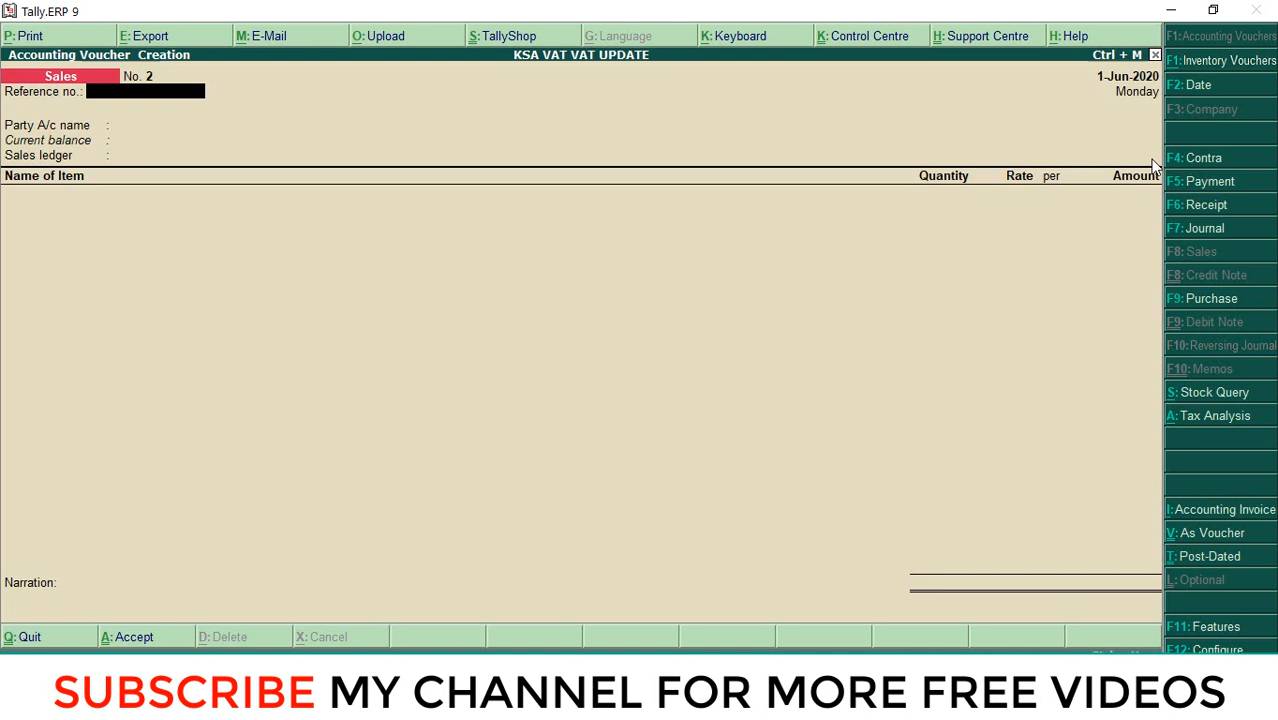 Tally.ERP 9
P: Print E: Export M: E-Mail O: Upload S: TallyShop G: Language K: Keyboard K: Control Centre H: Support Centre H: Help
Accounting Voucher Creation KSA VAT VAT UPDATE Ctrl + M
Sales No. 2 1-Jun-2020
Reference no.: Monday
Party A/c name :
Current balance :
Sales ledger :
Name of Item Quantity Rate per Amount
Narration:
Q: Quit A: Accept D: Delete X: Cancel
F1: Accounting Vouchers
F1: Inventory Vouchers
F2: Date
F3: Company
F4: Contra
F5: Payment
F6: Receipt
F7: Journal
F8: Sales
F8: Credit Note
F9: Purchase
F9: Debit Note
F10: Reversing Journal
F10: Memos
S: Stock Query
A: Tax Analysis
I: Accounting Invoice
V: As Voucher
T: Post-Dated
L: Optional
F11: Features
F12: Configure
SUBSCRIBE MY CHANNEL FOR MORE FREE VIDEOS